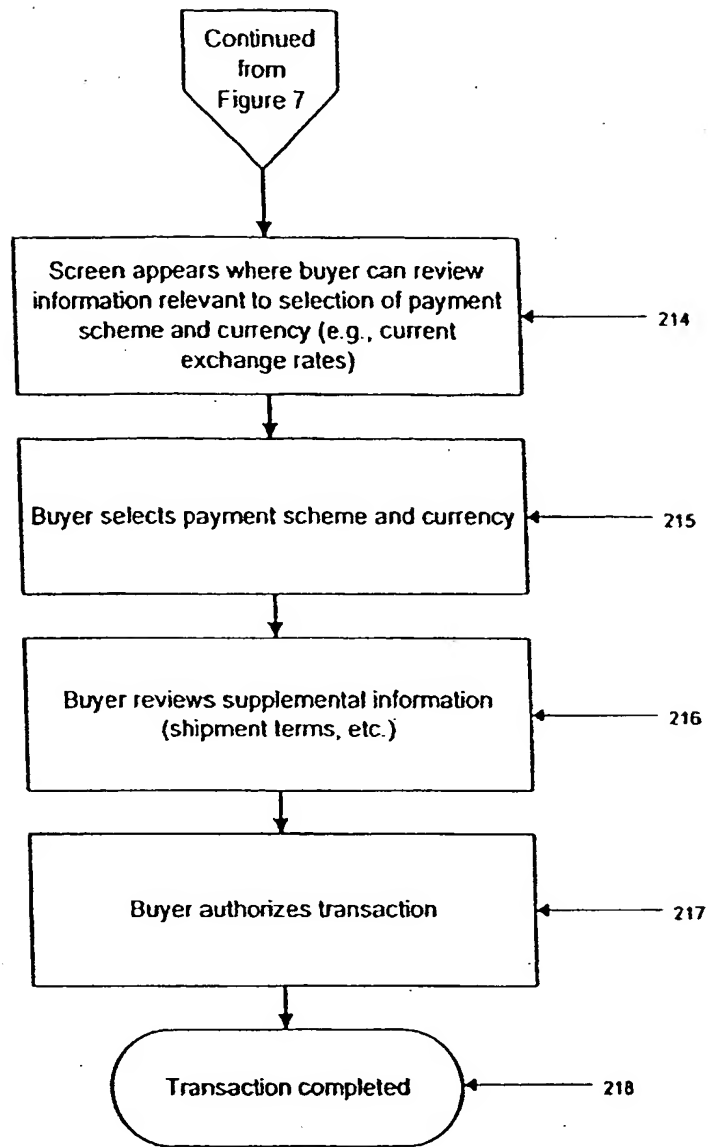 Continued
from
Figure 7
Screen appears where buyer can review
information relevant to selection of payment
scheme and currency (e.g., current
exchange rates)
214
Buyer selects payment scheme and currency
215
Buyer reviews supplemental information
(shipment terms, etc.)
216
Buyer authorizes transaction
217
Transaction completed
218